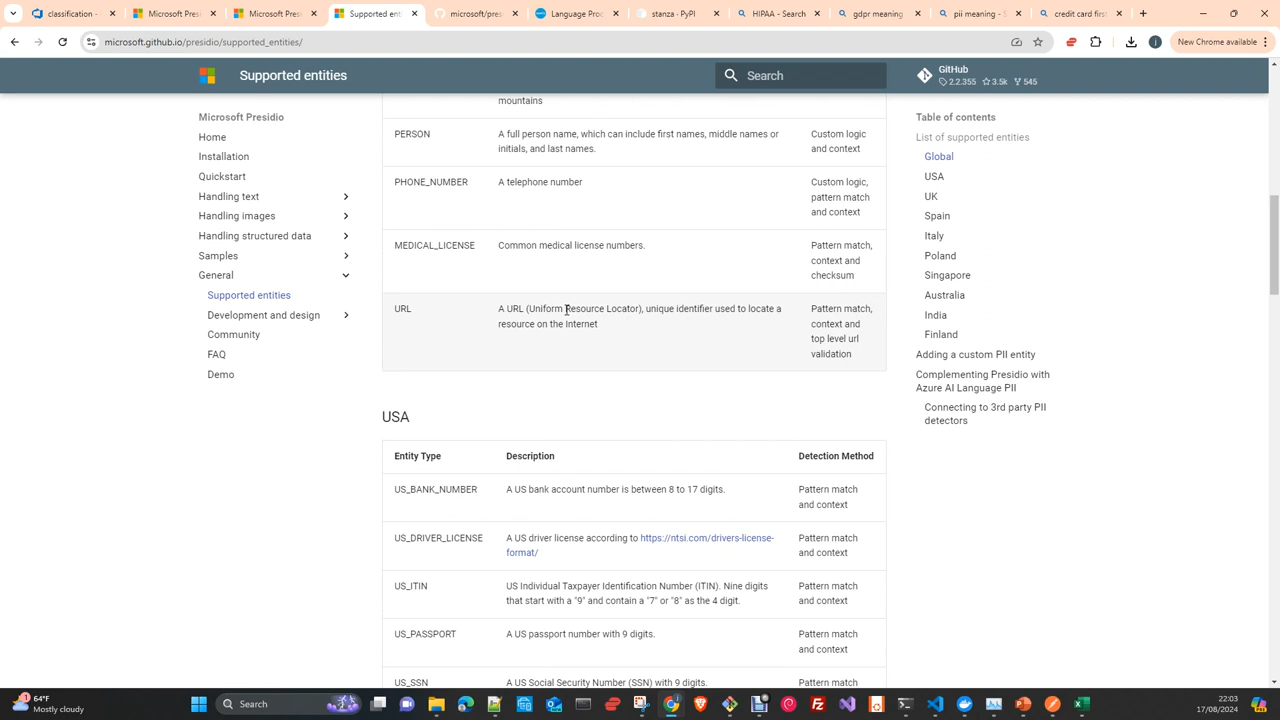 classification
Microsoft Presi
Microsoft Presi
Supported enti
microsoft/pres
Language Proc
stanza · PyPI
HIPAA - Search
gdpr meaning
pii meaning - S
credit card first
microsoft.github.io/presidio/supported_entities/
New Chrome available
Supported entities
Search
GitHub
2.2.355 3.5k 545
Microsoft Presidio
Home
Installation
Quickstart
Handling text
Handling images
Handling structured data
Samples
General
Supported entities
Development and design
Community
FAQ
Demo
mountains
PERSON
A full person name, which can include first names, middle names or
initials, and last names.
Custom logic
and context
PHONE_NUMBER
A telephone number
Custom logic,
pattern match
and context
MEDICAL_LICENSE
Common medical license numbers.
Pattern match,
context and
checksum
URL
A URL (Uniform Resource Locator), unique identifier used to locate a
resource on the Internet
Pattern match,
context and
top level url
validation
USA
Entity Type
Description
Detection Method
US_BANK_NUMBER
A US bank account number is between 8 to 17 digits.
Pattern match
and context
US_DRIVER_LICENSE
A US driver license according to https://ntsi.com/drivers-license-
format/
Pattern match
and context
US_ITIN
US Individual Taxpayer Identification Number (ITIN). Nine digits
that start with a "9" and contain a "7" or "8" as the 4 digit.
Pattern match
and context
US_PASSPORT
A US passport number with 9 digits.
Pattern match
and context
US_SSN
A US Social Security Number (SSN) with 9 digits.
Pattern match
Table of contents
List of supported entities
Global
USA
UK
Spain
Italy
Poland
Singapore
Australia
India
Finland
Adding a custom PII entity
Complementing Presidio with
Azure AI Language PII
Connecting to 3rd party PII
detectors
1
64°F
Mostly cloudy
Search
22:03
17/08/2024